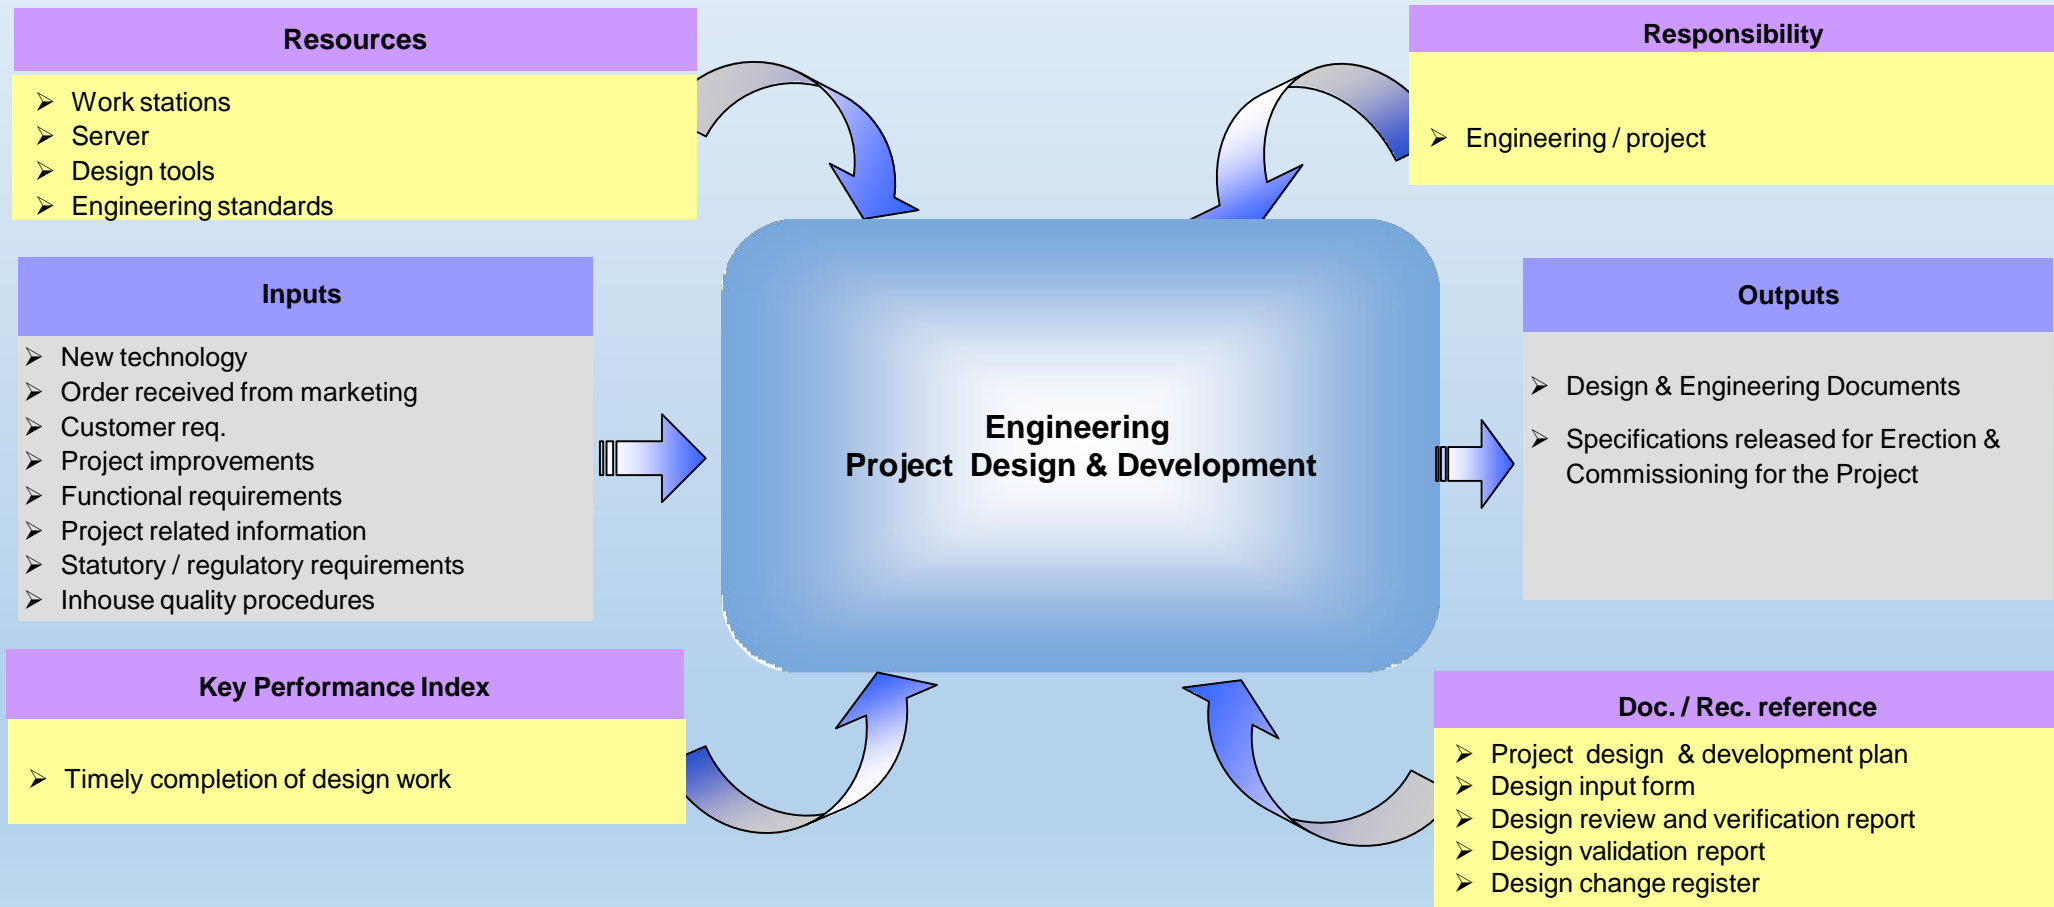 Resources
Work stations
Server
Design tools
Engineering standards
Responsibility
Engineering / project
Inputs
New technology
Order received from marketing
Customer req.
Project improvements
Functional requirements
Project related information
Statutory / regulatory requirements
Inhouse quality procedures
Engineering
Project Design & Development
Outputs
Design & Engineering Documents
Specifications released for Erection &
Commissioning for the Project
Key Performance Index
Timely completion of design work
Doc. / Rec. reference
Project design & development plan
Design input form
Design review and verification report
Design validation report
Design change register